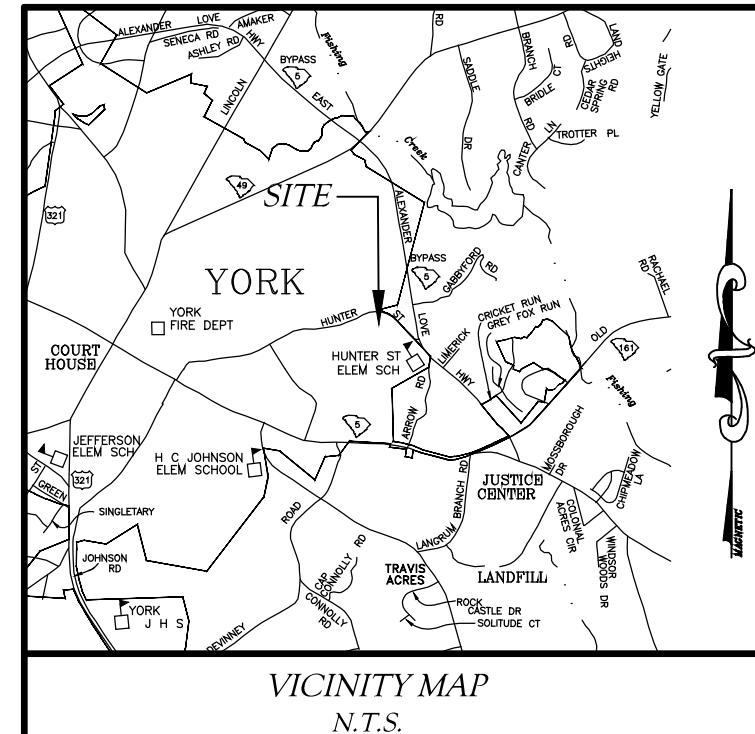 ALEXANDER LOVE
AMAKER
SENECA RD
ASHLEY RD
HWY
BYPASS
5
Fishing
RD
SADDLE
DR
BRANCH
RD
BRIDLE CT
RD
LAND
HEIGHTS
CEDAR
SPRING
RD
YELLOW GATE
LINCOLN
EAST
CANTER
LN
TROTTER PL
Creek
49
321
SITE
ALEXANDER
BYPASS
5
GABBYFORD
RD
RACHAEL
RD
YORK
YORK
FIRE DEPT
HUNTER
ST
LOVE
CRICKET RUN
GREY FOX RUN
LIMERICK
OLD
161
COURT
HOUSE
HUNTER ST
ELEM SCH
HWY
Fishing
5
ARROW
RD
MOSSBOROUGH
DR
JEFFERSON
ELEM SCH
321
ST
GREEN
H C JOHNSON
ELEM SCHOOL
BRANCH RD
JUSTICE
CENTER
CHIPMEADOW
LA
SINGLETARY
ROAD
LANGRUM
COLONIAL
ACRES CIR
WINDSOR
WOODS DR
JOHNSON
RD
CAP
CONNOLLY
RD
TRAVIS
ACRES
LANDFILL
CONNOLLY
RD
ROCK
CASTLE DR
SOLITUDE CT
YORK
J H S
DEVINNEY
MAGNETIC
VICINITY MAP
N.T.S.